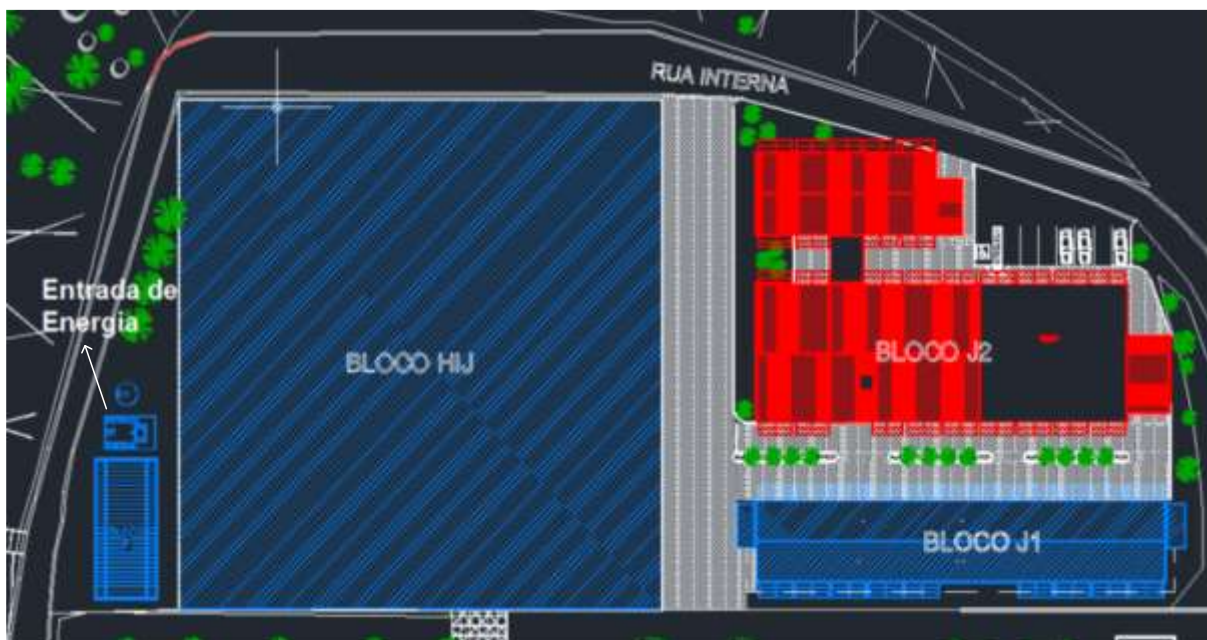 RUA INTERNA
Entrada de
Energia
BLOCO HIJ
BLOCO J2
BLOCO J1